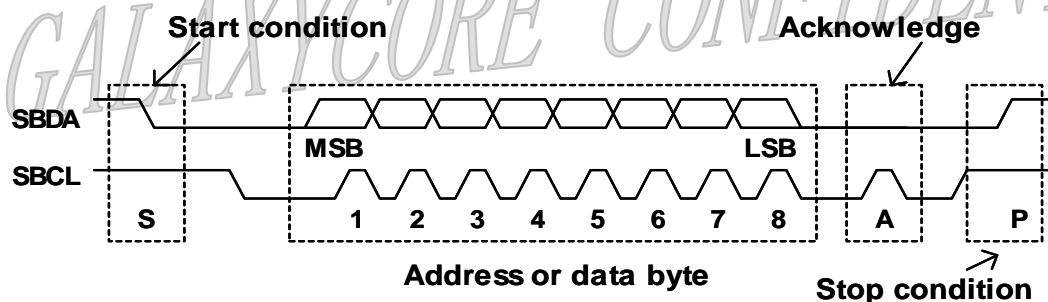 GALAXYCORE CONFIDENT
Start condition
Acknowledge
SBDA
MSB
LSB
SBCL
S
1 2 3 4 5 6 7 8
A
P
Address or data byte
Stop condition